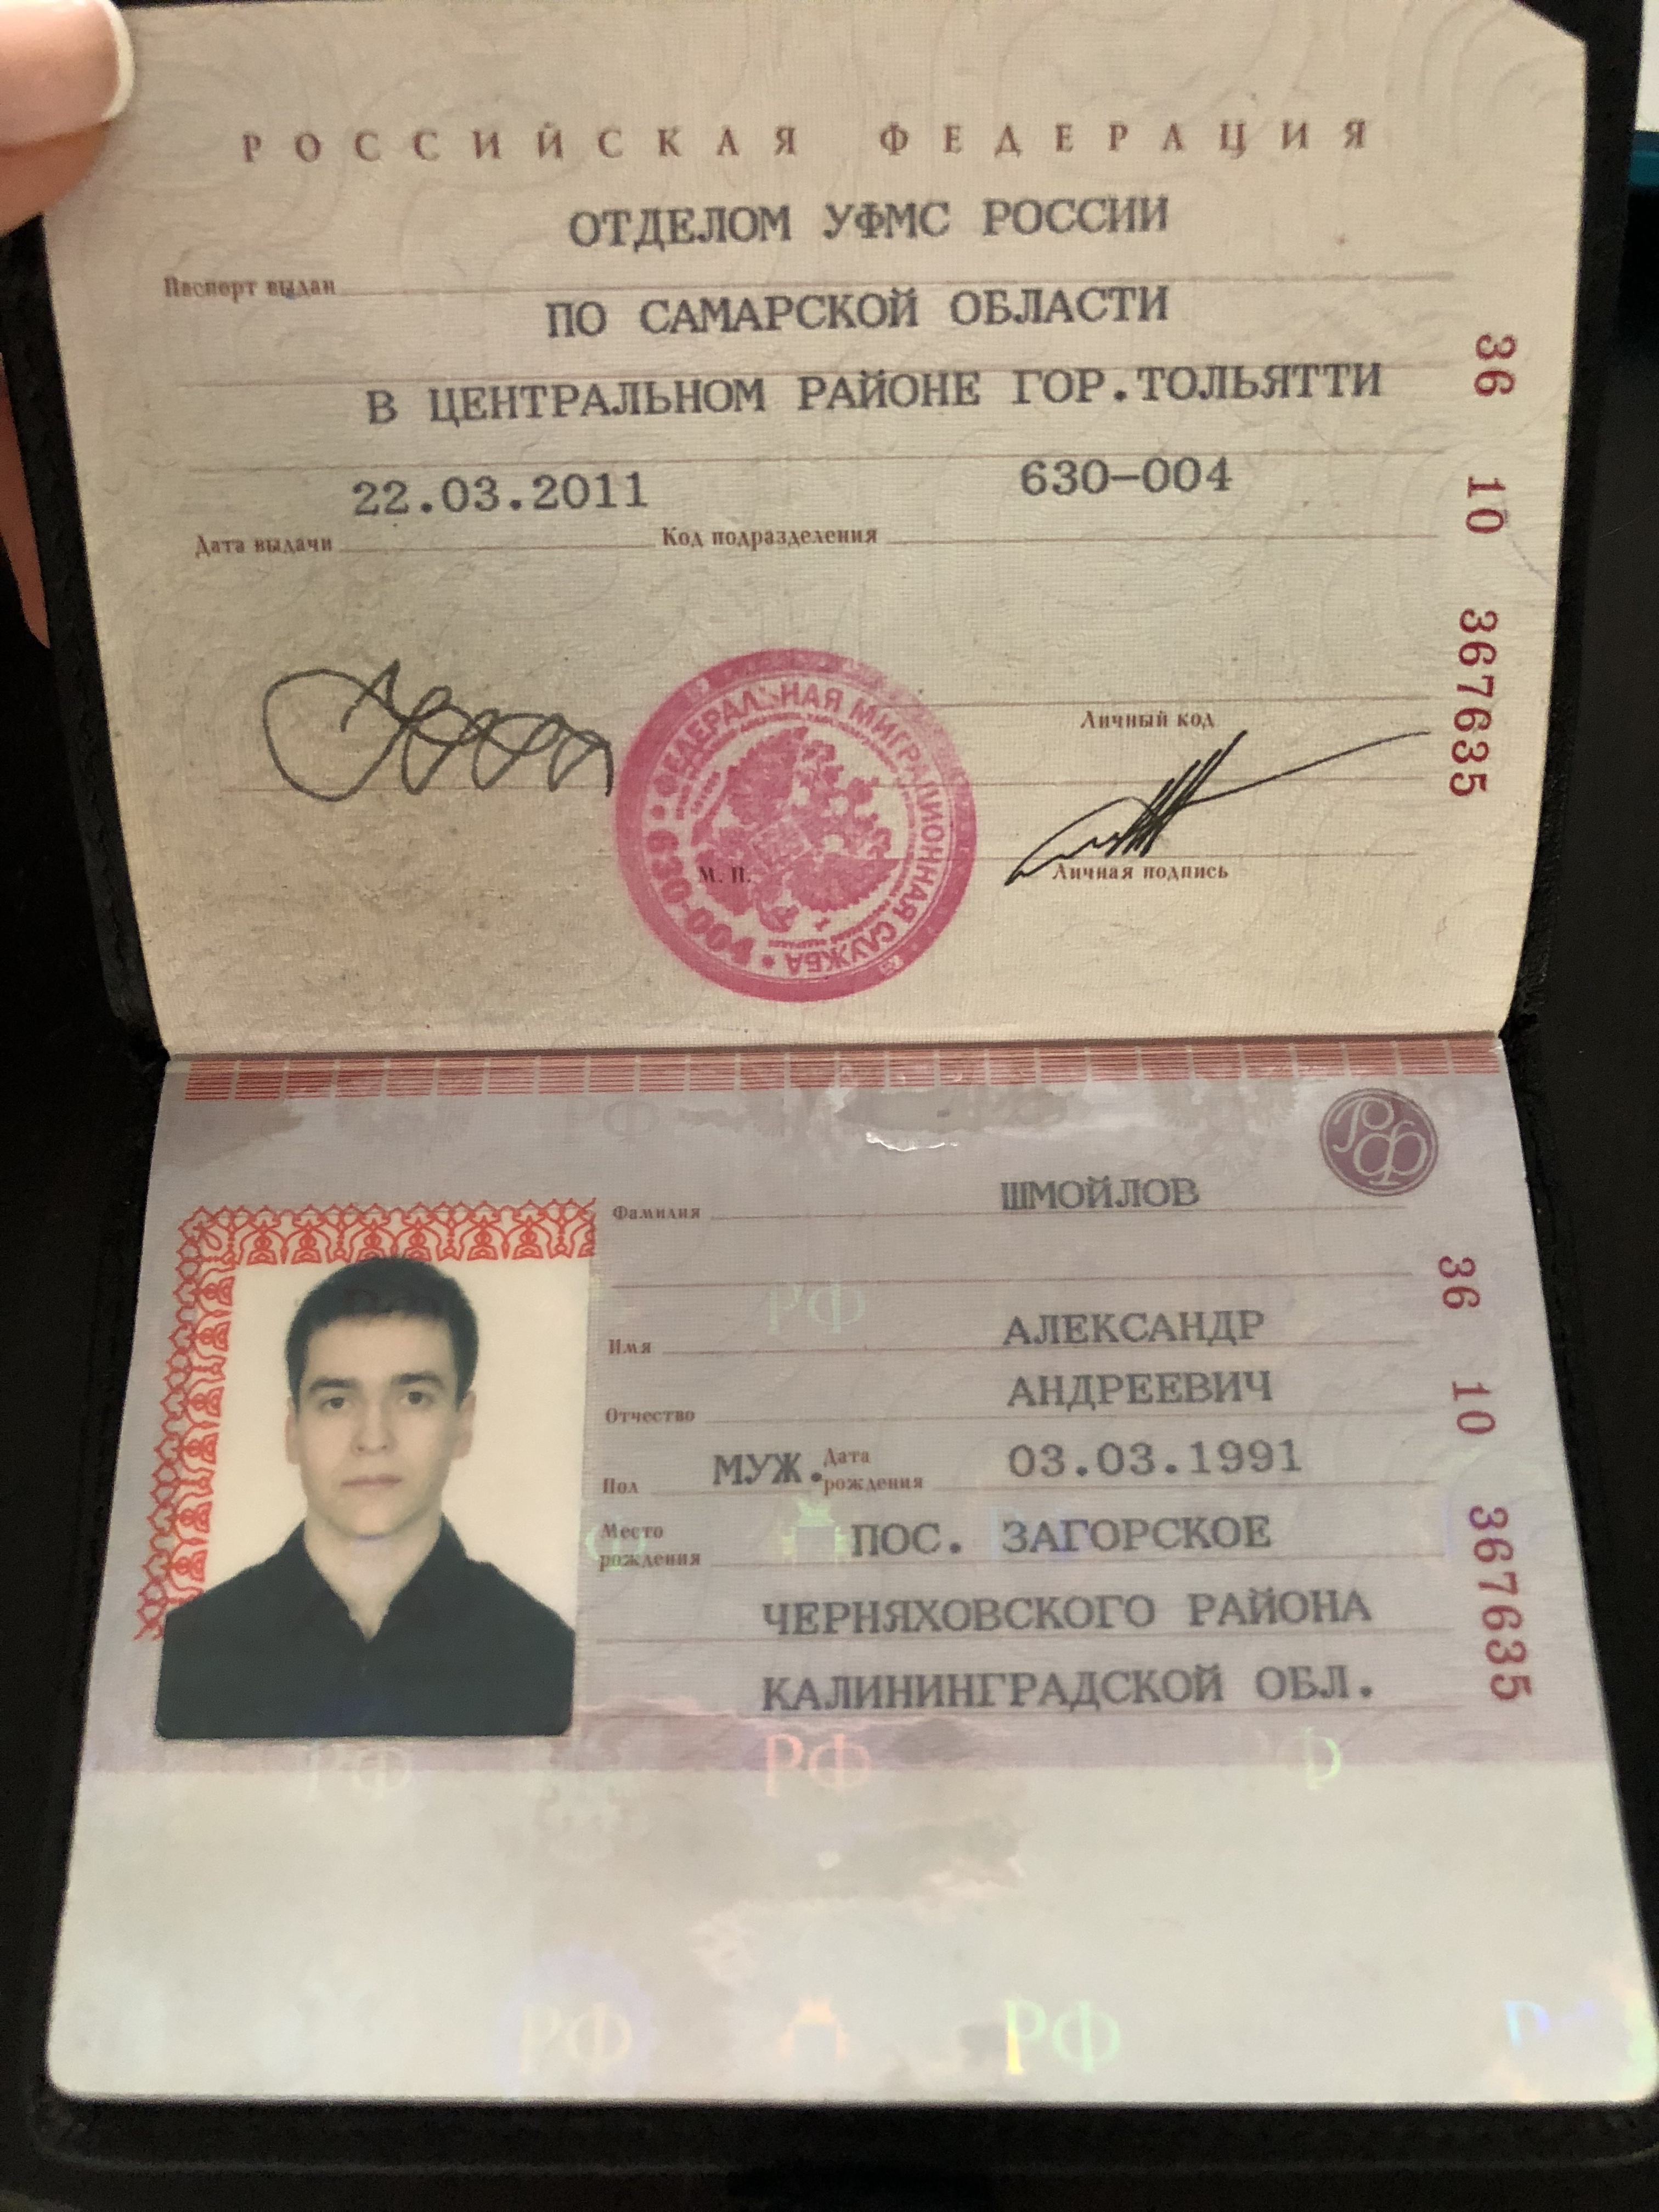 РОССИЙСКАЯ ФЕДЕРАЦИЯ
ОТДЕЛОМ УФМС РОССИИ
Паспорт выдан
ПО САМАРСКОЙ ОБЛАСТИ
В ЦЕНТРАЛЬНОМ РАЙОНЕ ГОР.ТОЛЬЯТТИ
22.03.2011 630-004
Дата выдачи Код подразделения
36 10 367635
Личный код
ФЕДЕРАЛЬНАЯ МИГРАЦИОННАЯ СЛУЖБА
630-004
М. П.
Личная подпись
РФ
Фамилия ШМОЙЛОВ
Имя АЛЕКСАНДР
Отчество АНДРЕЕВИЧ
Пол МУЖ. Дата рождения 03.03.1991
Место рождения ПОС. ЗАГОРСКОЕ
ЧЕРНЯХОВСКОГО РАЙОНА
КАЛИНИНГРАДСКОЙ ОБЛ.
36 10 367635
РФ
РФ
РФ
РФ
РФ